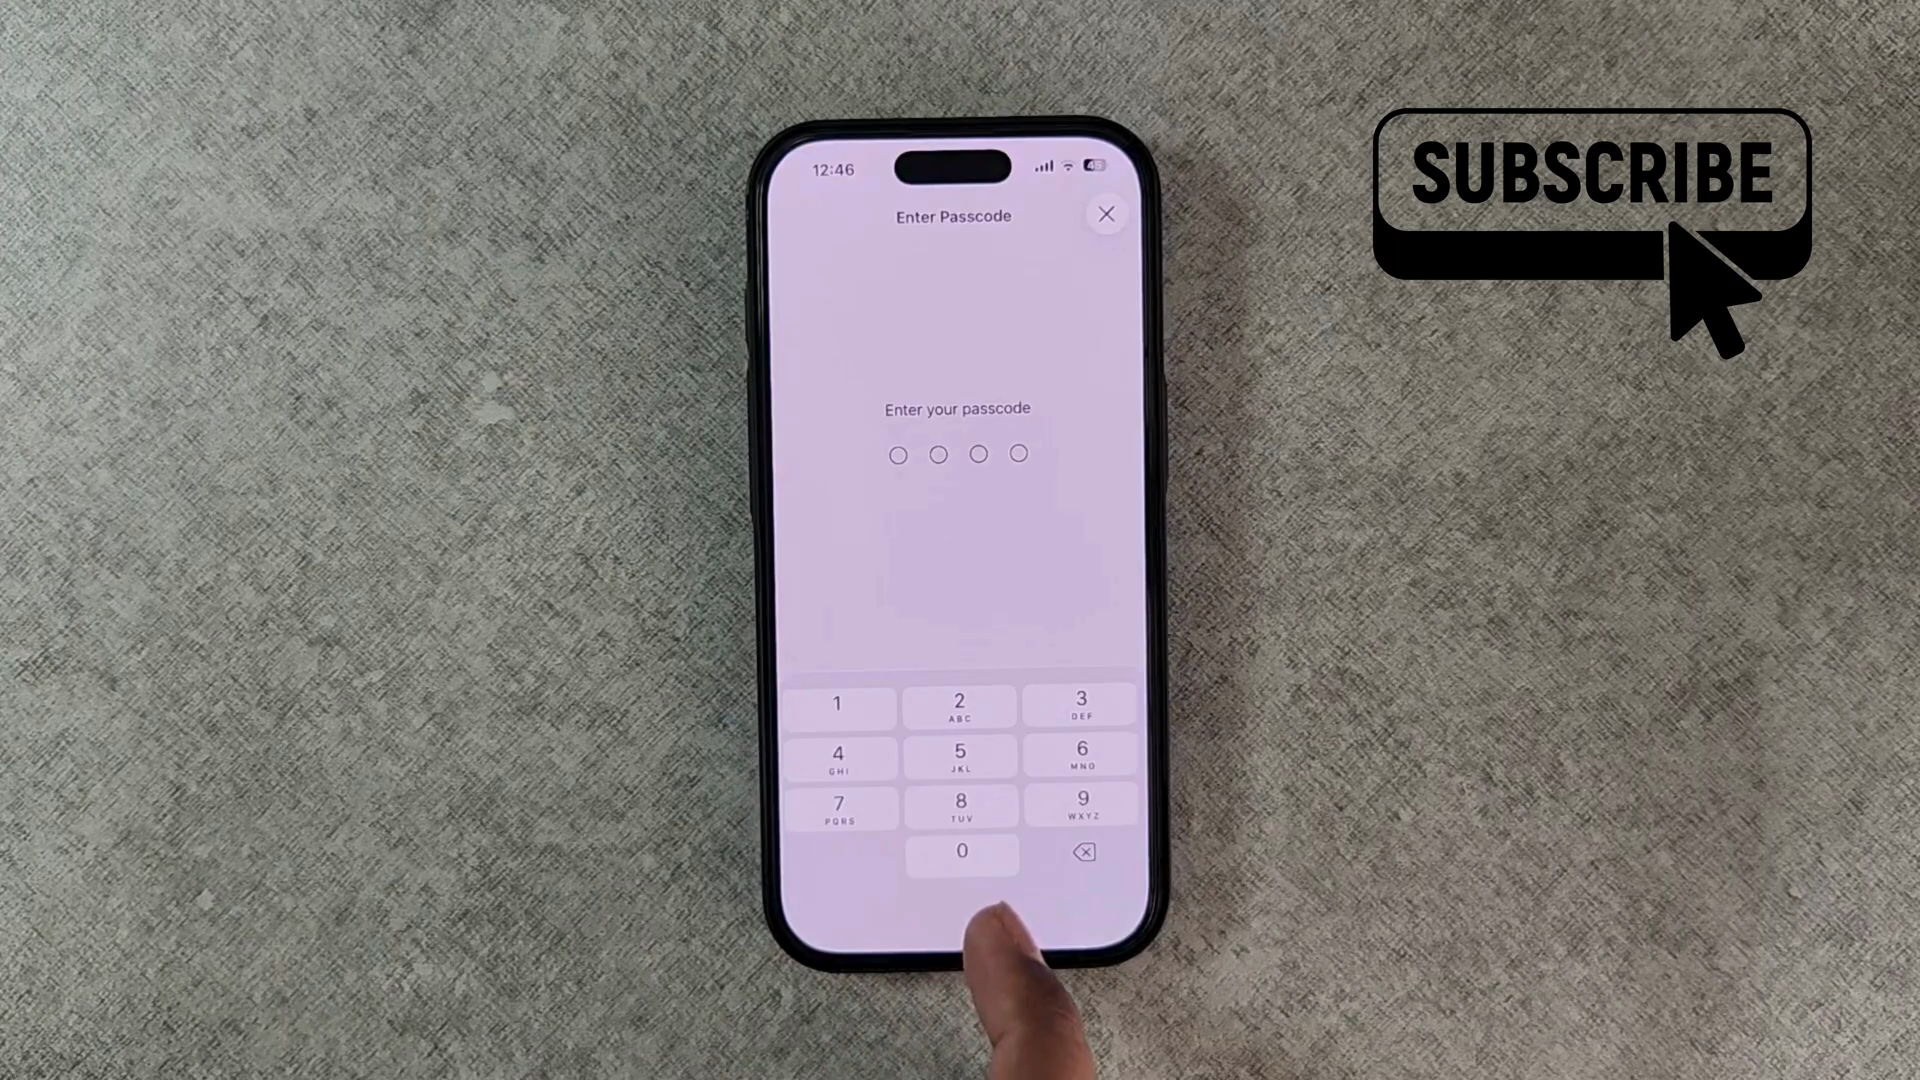 12:46
Enter Passcode
SUBSCRIBE
Enter your passcode
1
2
ABC
3
DEF
4
GHI
5
JKL
6
MNO
7
PQRS
8
TUV
9
WXYZ
0